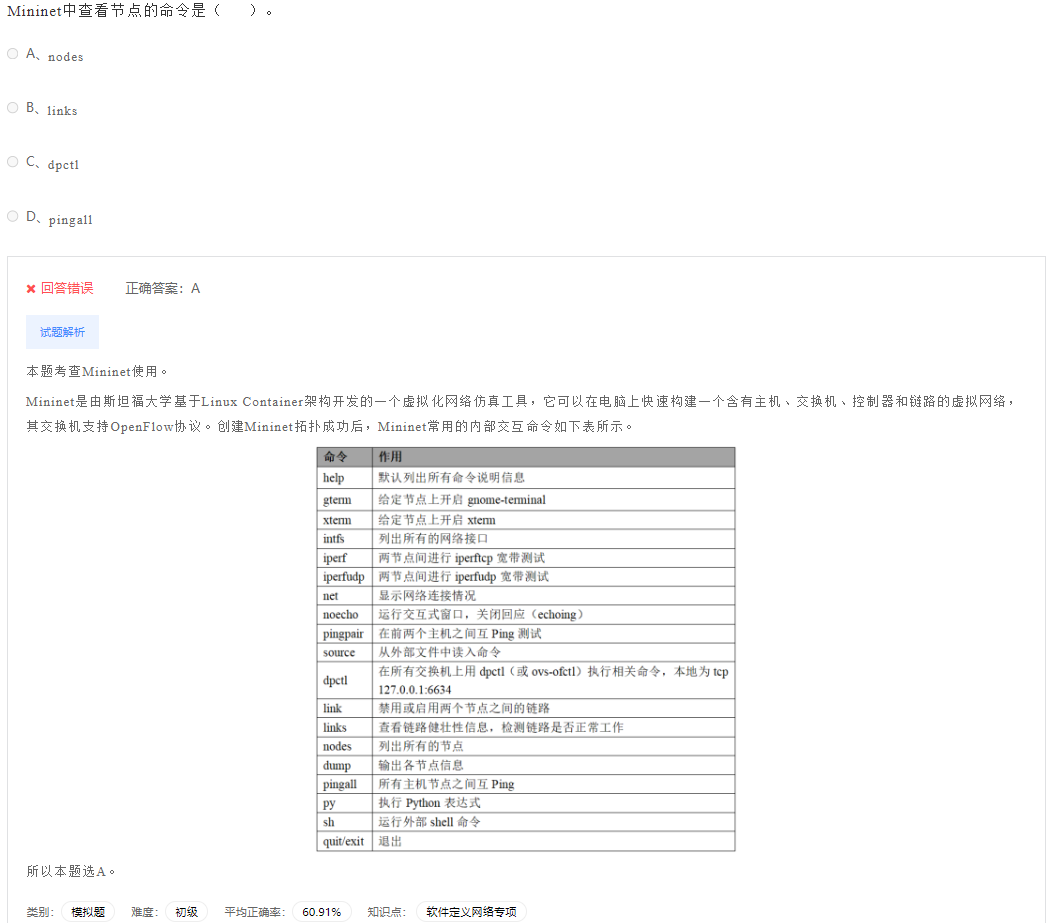 Mininet中查看节点的命令是（　　）。
A、nodes
B、links
C、dpctl
D、pingall
✖ 回答错误 正确答案：A
试题解析
本题考查Mininet使用。
Mininet是由斯坦福大学基于Linux Container架构开发的一个虚拟化网络仿真工具，它可以在电脑上快速构建一个含有主机、交换机、控制器和链路的虚拟网络，
其交换机支持OpenFlow协议。创建Mininet拓扑成功后，Mininet常用的内部交互命令如下表所示。
命令 作用
help 默认列出所有命令说明信息
gterm 给定节点上开启 gnome-terminal
xterm 给定节点上开启 xterm
intfs 列出所有的网络接口
iperf 两节点间进行 iperftcp 宽带测试
iperfudp 两节点间进行 iperfudp 宽带测试
net 显示网络连接情况
noecho 运行交互式窗口，关闭回应（echoing）
pingpair 在前两个主机之间互 Ping 测试
source 从外部文件中读入命令
dpctl 在所有交换机上用 dpctl（或 ovs-ofctl）执行相关命令，本地为 tcp
127.0.0.1:6634
link 禁用或启用两个节点之间的链路
links 查看链路健壮性信息，检测链路是否正常工作
nodes 列出所有的节点
dump 输出各节点信息
pingall 所有主机节点之间互 Ping
py 执行 Python 表达式
sh 运行外部 shell 命令
quit/exit 退出
所以本题选A。
类别： 模拟题 难度： 初级 平均正确率： 60.91% 知识点： 软件定义网络专项